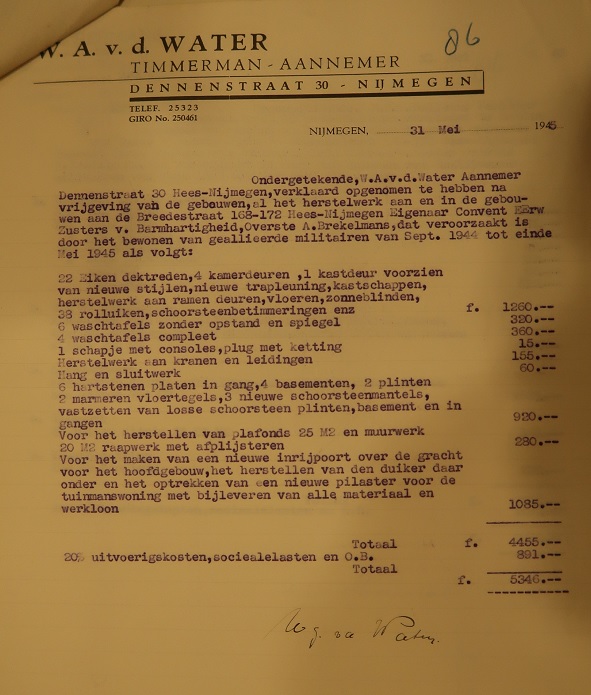 W. A. v. d. WATER
86
TIMMERMAN - AANNEMER
DENNENSTRAAT 30 - NIJMEGEN
TELEF. 25323
GIRO No. 250461
NIJMEGEN, 31 Mei 1945
Ondergetekende,W.A.v.d.Water Aannemer
Dennenstraat 30 Hees-Nijmegen,verklaard opgenomen te hebben na
vrijgeving van de gebouwen,al het herstelwerk aan en in de gebou-
wen aan de Breedestraat 168-172 Hees-Nijmegen Eigenaar Convent EErw
Zusters v. Barmhartigheid,Overste A.Brekelmans,dat veroorzaakt is
door het bewonen van geallieerde militairen van Sept. 1944 tot einde
Mei 1945 als volgt:
22 Eiken dektreden,4 kamerdeuren ,1 kastdeur voorzien
van nieuwe stijlen,nieuwe trapleuning,kastschappen,
herstelwerk aan ramen deuren,vloeren,zonneblinden,
38 rolluiken,schoorsteenbetimmeringen enz f. 1260.--
6 waschtafels zonder opstand en spiegel 320.--
4 waschtafels compleet 360.--
1 schapje met consoles,plug met ketting 15.--
Herstelwerk aan kranen en leidingen 155.--
Hang en sluitwerk 60.--
6 hartstenen platen in gang,4 basementen, 2 plinten
2 marmeren vloertegels,3 nieuwe schoorsteenmantels,
vastzetten van losse schoorsteen plinten,basement en in
gangen 920.--
Voor het herstellen van plafonds 25 M2 en muurwerk
20 M2 raapwerk met afplijsteren 280.--
Voor het maken van een nieuwe inrijpoort over de gracht
voor het hoofdgebouw,het herstellen van den duiker daar
onder en het optrekken van een nieuwe pilaster voor de
tuinmanswoning met bijleveren van alle materiaal en
werkloon 1085.--
Totaal f. 4455.--
20% uitvoerigskosten,socielelasten en O.B. 891.--
Totaal
f. 5346.--